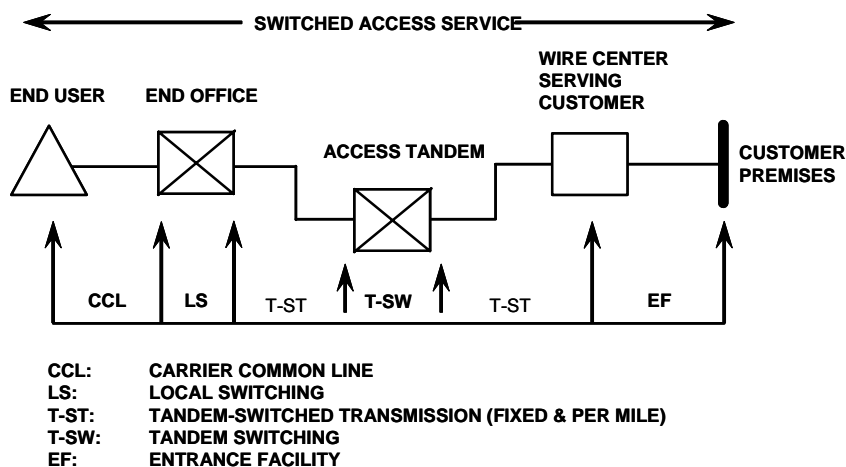 SWITCHED ACCESS SERVICE
WIRE CENTER
SERVING
CUSTOMER
END USER
END OFFICE
ACCESS TANDEM
CUSTOMER
PREMISES
CCL
LS
T-ST
T-SW
T-ST
EF
CCL: CARRIER COMMON LINE
LS: LOCAL SWITCHING
T-ST: TANDEM-SWITCHED TRANSMISSION (FIXED & PER MILE)
T-SW: TANDEM SWITCHING
EF: ENTRANCE FACILITY